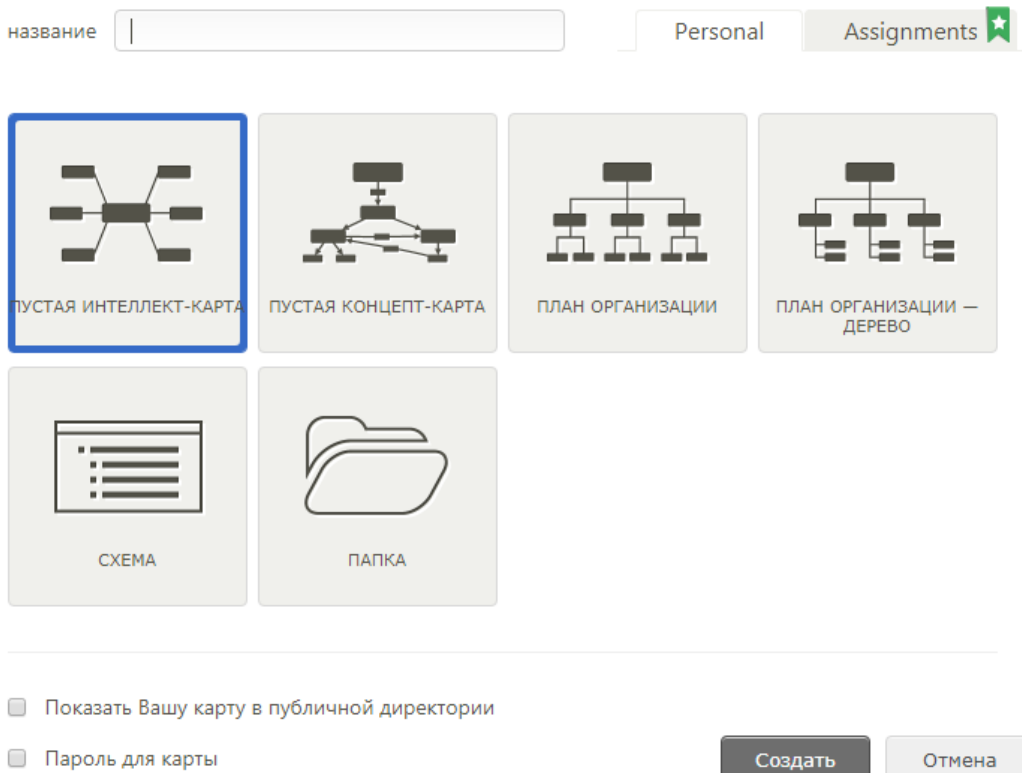 название
Personal
Assignments
ПУСТАЯ ИНТЕЛЛЕКТ-КАРТА
ПУСТАЯ КОНЦЕПТ-КАРТА
ПЛАН ОРГАНИЗАЦИИ
ПЛАН ОРГАНИЗАЦИИ —
ДЕРЕВО
СХЕМА
ПАПКА
Показать Вашу карту в публичной директории
Пароль для карты
Создать
Отмена